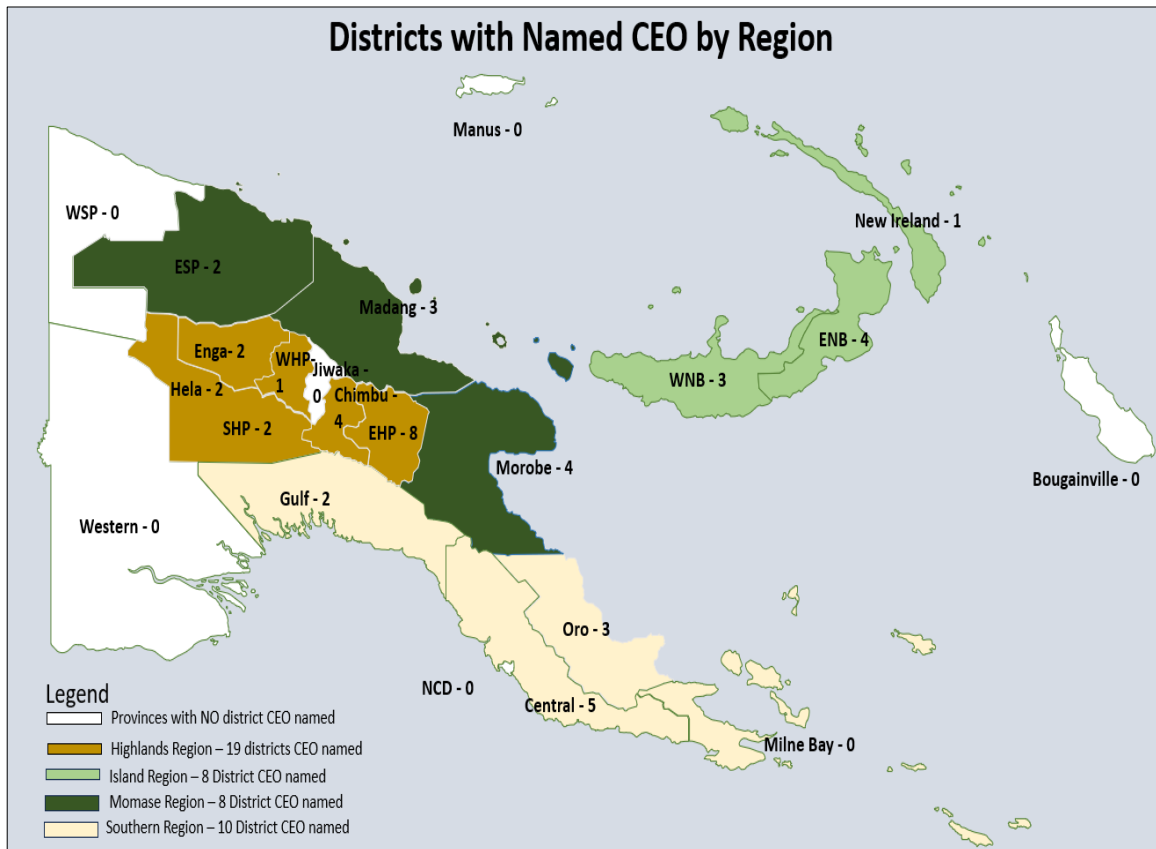 Districts with Named CEO by Region
Manus - 0
WSP - 0
New Ireland - 1
ESP - 2
Madang - 3
ENB - 4
Enga- 2
WHP-
1
Jiwaka -
0
WNB - 3
Hela - 2
Chimbu -
4
SHP - 2
EHP - 8
Morobe - 4
Bougainville - 0
Gulf - 2
Western - 0
Oro - 3
NCD - 0
Central - 5
Milne Bay - 0
Legend
Provinces with NO district CEO named
Highlands Region – 19 districts CEO named
Island Region – 8 District CEO named
Momase Region – 8 District CEO named
Southern Region – 10 District CEO named